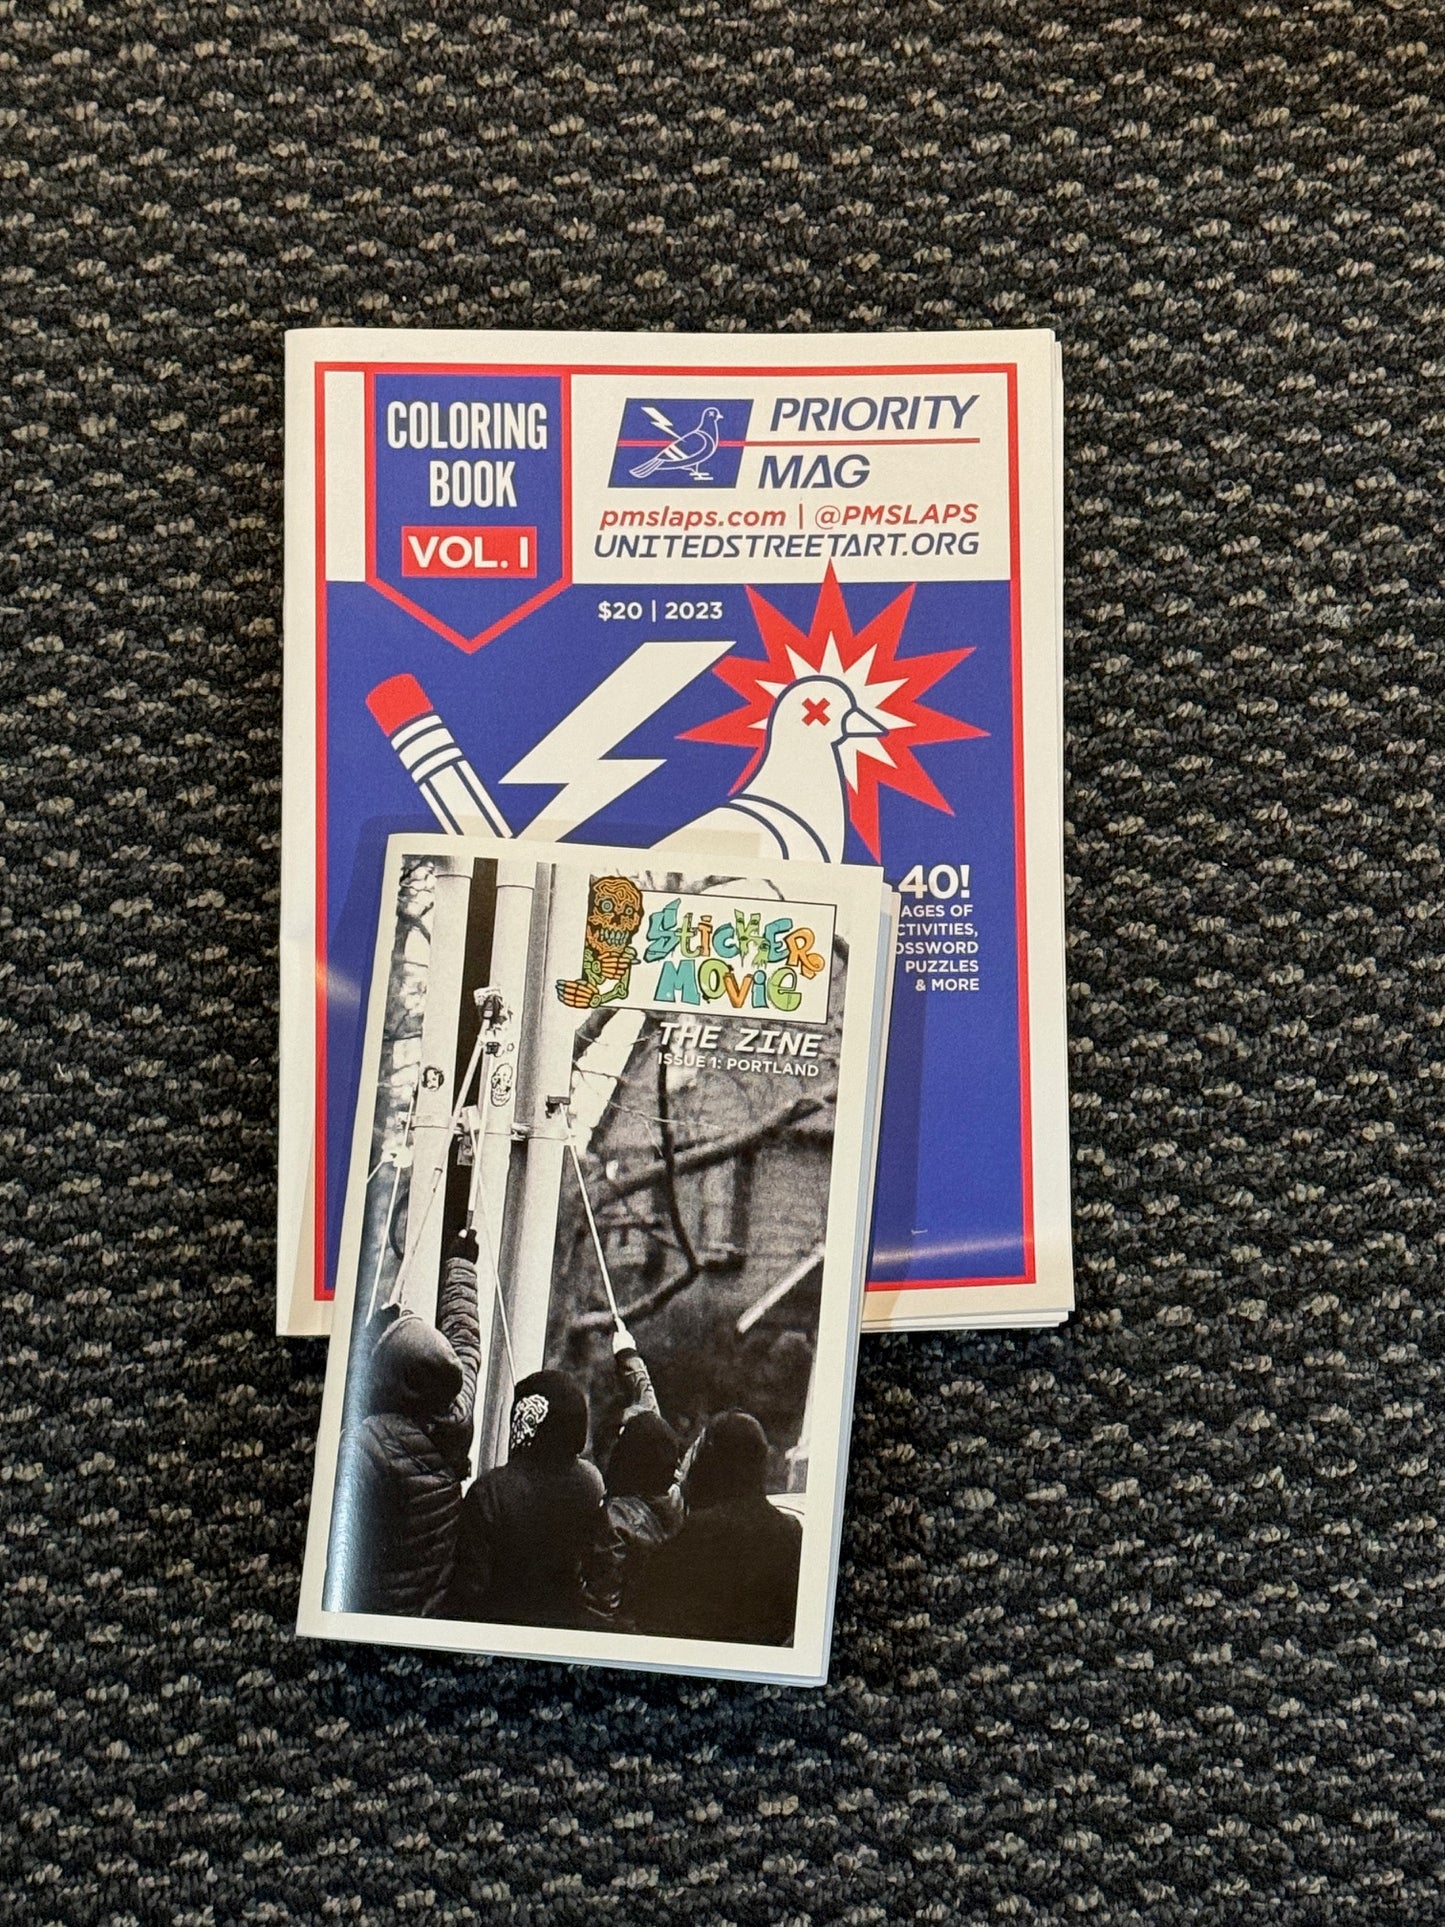 COLORING
BOOK
VOL. I
PRIORITY
MAG
pmslaps.com | @PMSLAPS
UNITEDSTREETART.ORG
$20 | 2023
40!
OF
PUZZLES
& MORE
STICKER
MOVIE
THE ZINE
ISSUE 1: PORTLAND